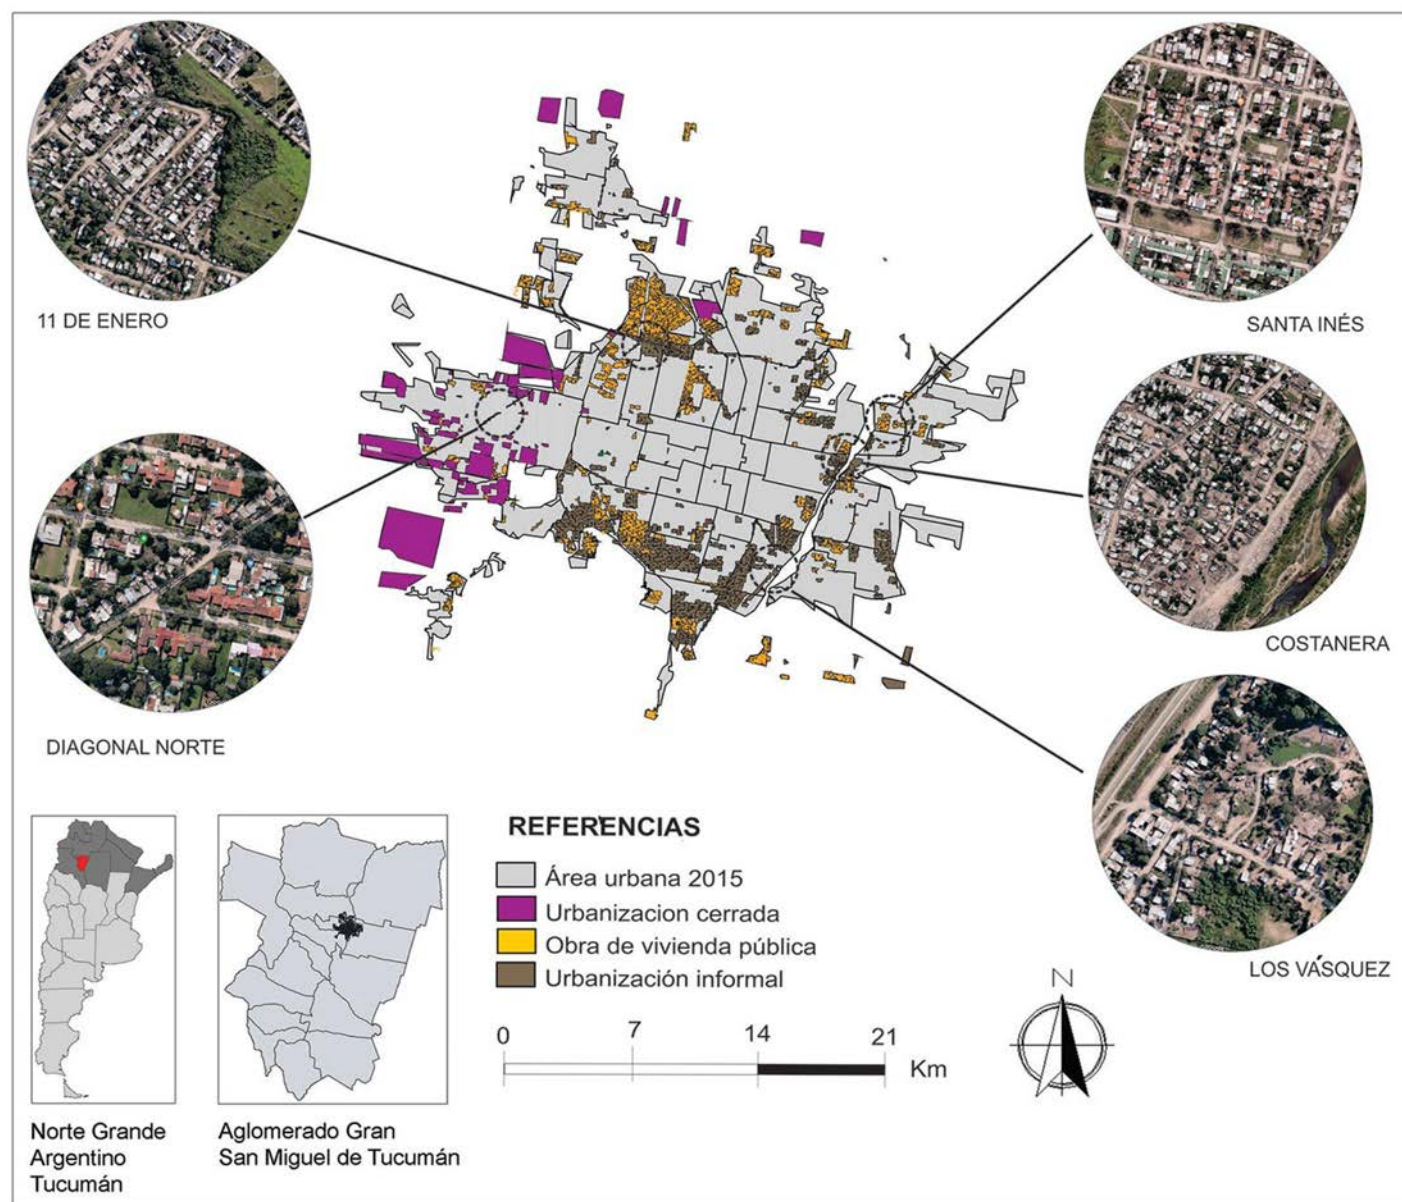 11 DE ENERO
SANTA INÉS
COSTANERA
DIAGONAL NORTE
LOS VÁSQUEZ
REFERENCIAS
Área urbana 2015
Urbanizacion cerrada
Obra de vivienda pública
Urbanización informal
0 7 14 21
Km
N
Norte Grande
Argentino
Tucumán
Aglomerado Gran
San Miguel de Tucumán